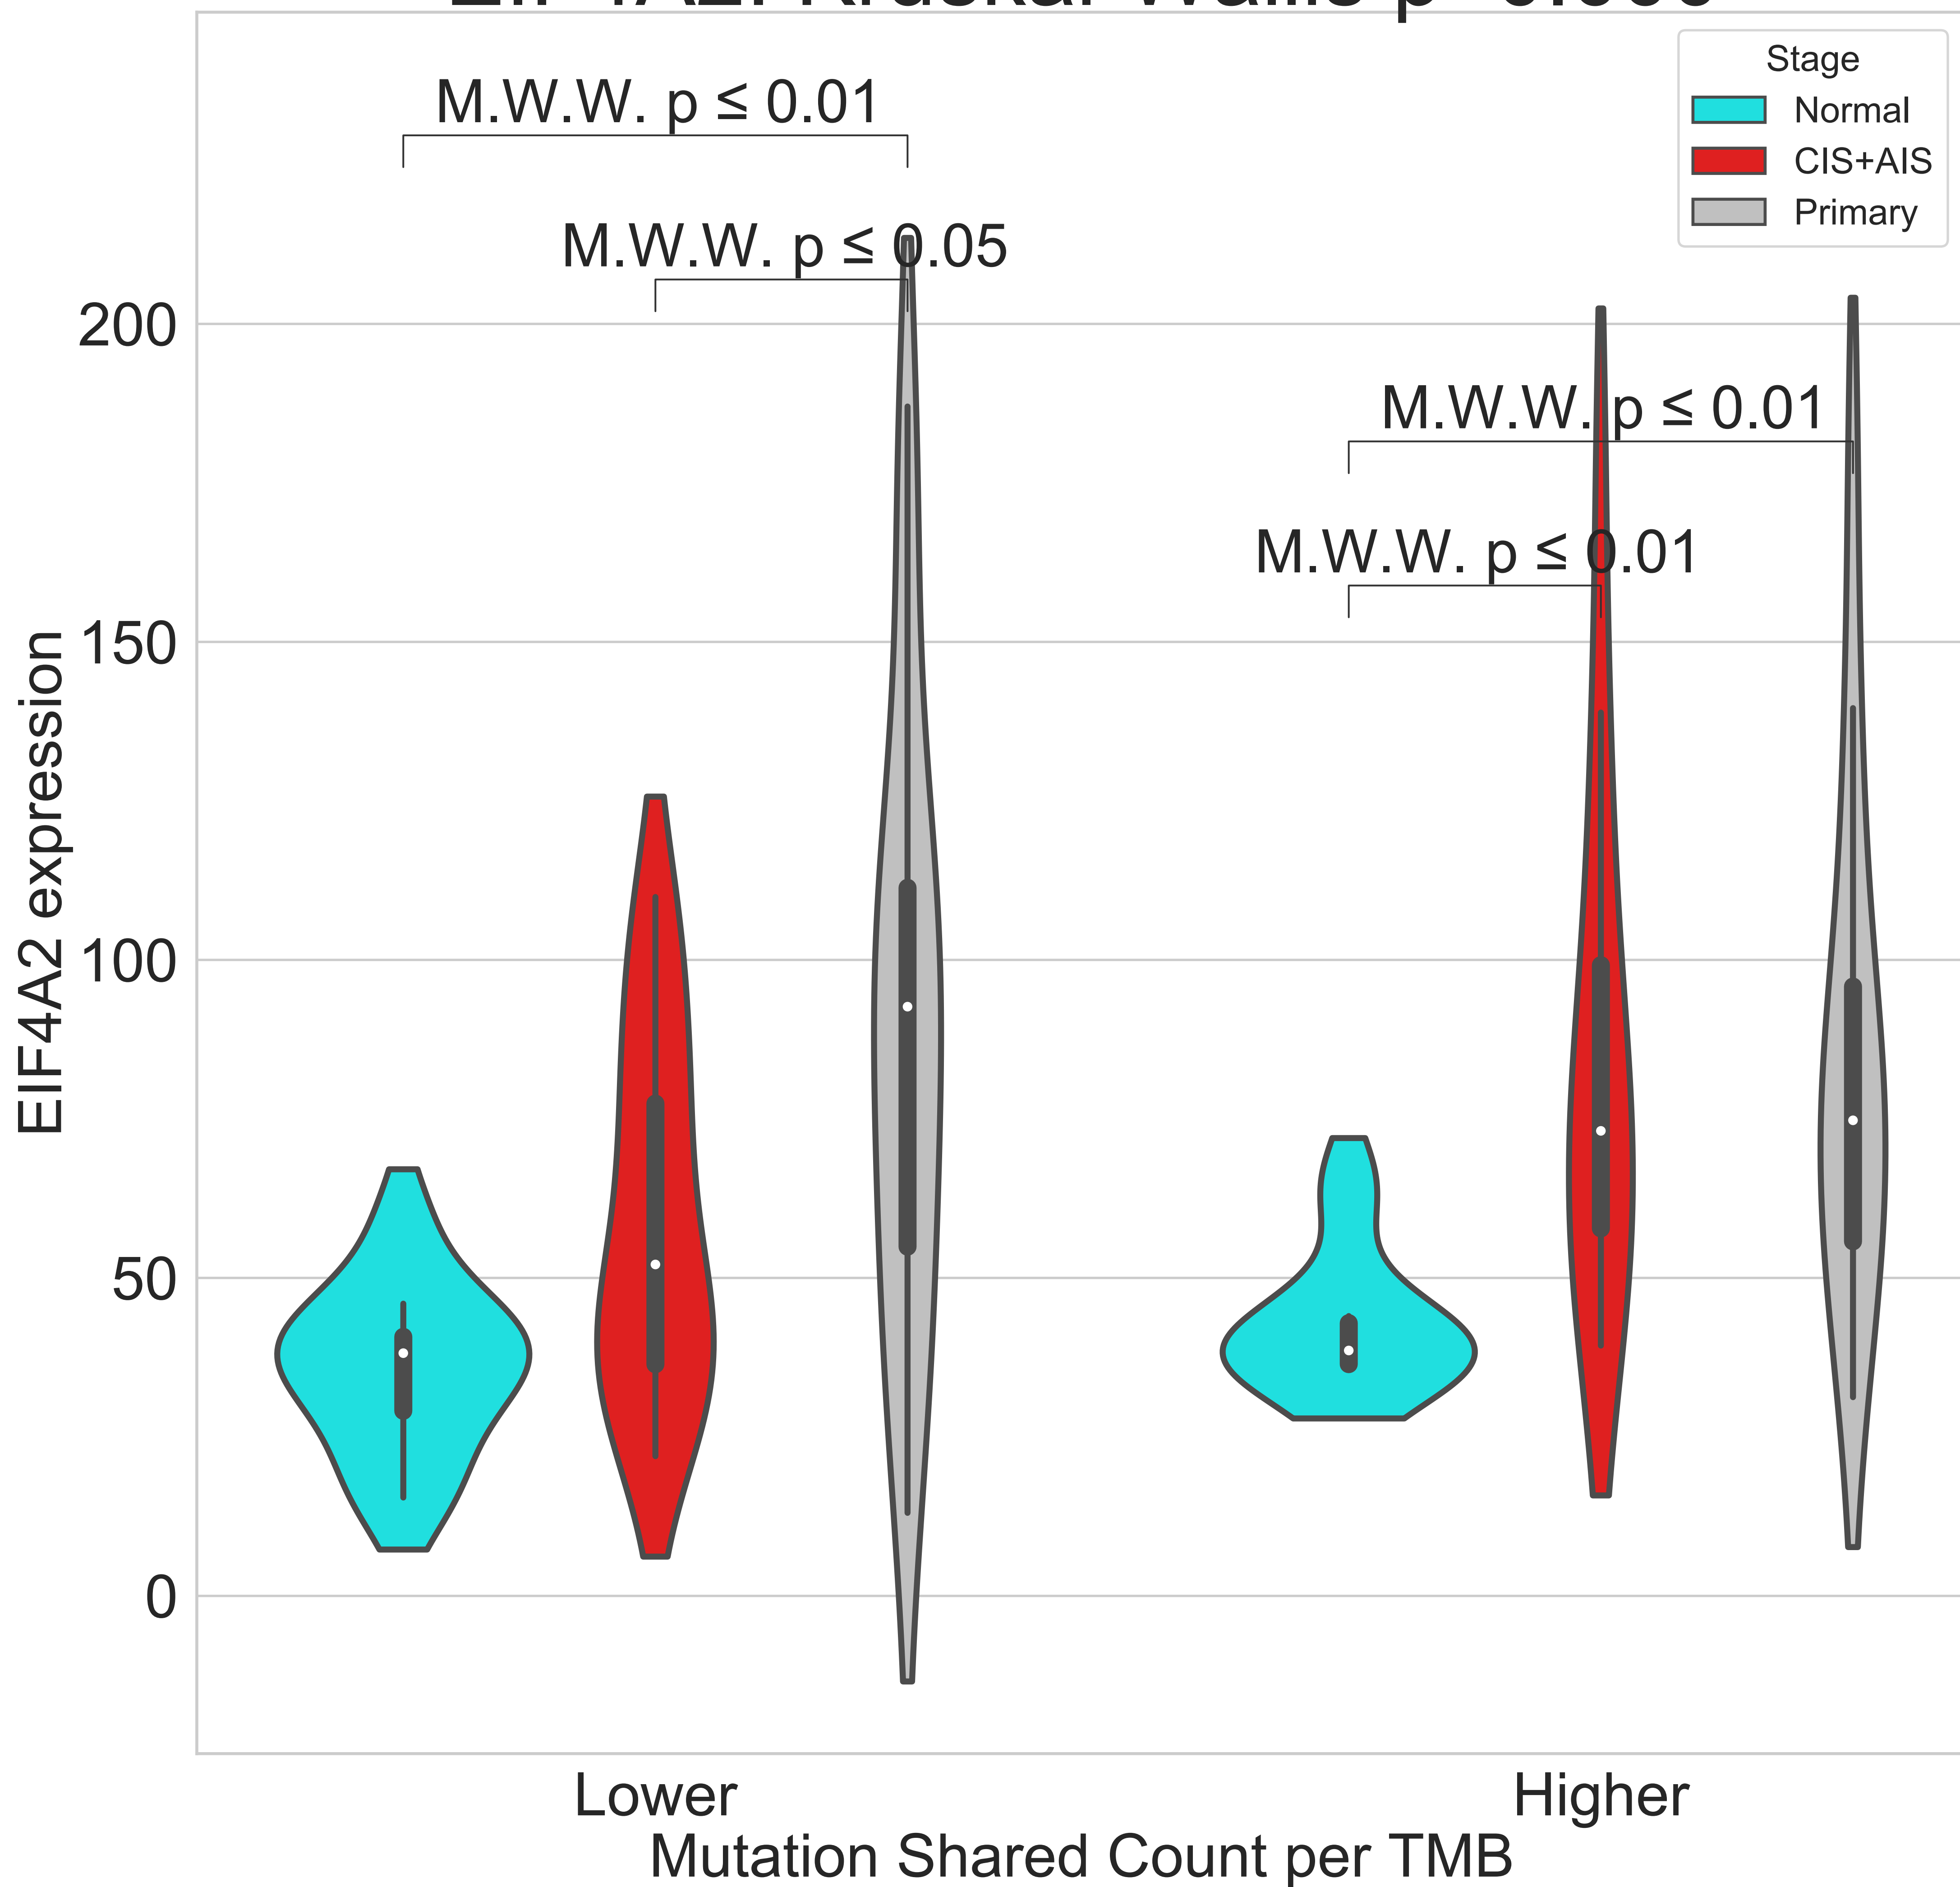 M.W.W. p ≤ 0.01
Stage
Normal
CIS+AIS
Primary
M.W.W. p ≤ 0.05
M.W.W. p ≤ 0.01
M.W.W. p ≤ 0.01
200
150
100
50
0
EIF4A2 expression
Lower
Higher
Mutation Shared Count per TMB